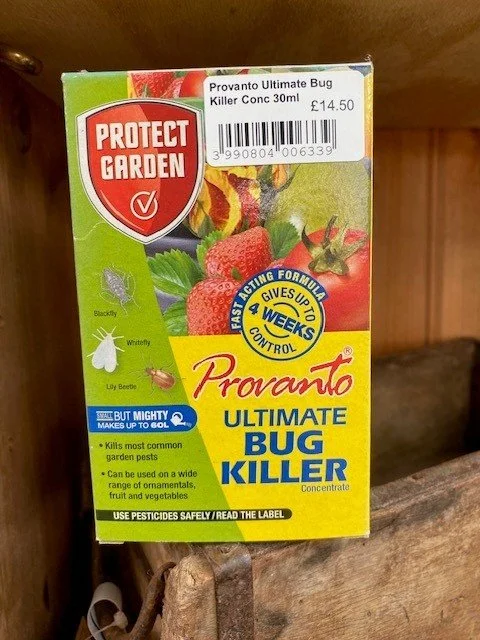 Provanto Ultimate Bug
Killer Conc 30ml £14.50
3 990804 006339
PROTECT
GARDEN
FAST ACTING FORMULA
GIVES UP TO
4 WEEKS
CONTROL
Blackfly
Whitefly
Lily Beetle
Provanto®
SMALL BUT MIGHTY
MAKES UP TO 60L
ULTIMATE
BUG
KILLER
Concentrate
• Kills most common
garden pests
• Can be used on a wide
range of ornamentals,
fruit and vegetables
USE PESTICIDES SAFELY/READ THE LABEL